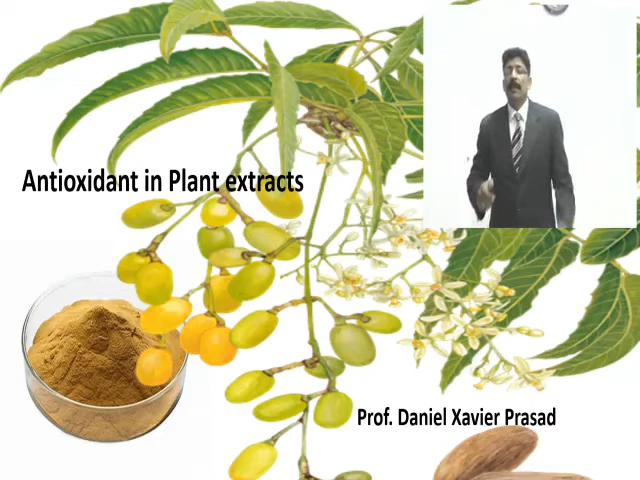 Antioxidant in Plant extracts
Prof. Daniel Xavier Prasad